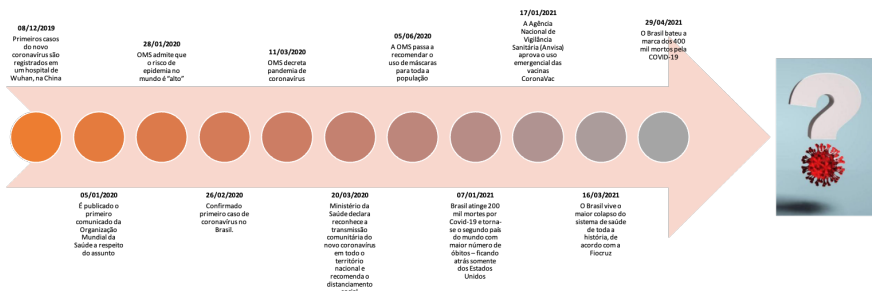 08/12/2019
Primeiros casos
do novo
coronavírus são
registrados em
um hospital de
Wuhan, na China
05/01/2020
É publicado o
primeiro
comunicado da
Organização
Mundial da
Saúde a respeito
do assunto
28/01/2020
OMS admite que
o risco de
epidemia no
mundo é “alto”
26/02/2020
Confirmado
primeiro caso de
coronavírus no
Brasil.
11/03/2020
OMS decreta
pandemia de
coronavírus
20/03/2020
Ministério da
Saúde declara
reconhece a
transmissão
comunitária do
novo coronavírus
em todo o
território
nacional e
recomenda o
distanciamento
social
05/06/2020
A OMS passa a
recomendar o
uso de máscaras
para toda a
população
07/01/2021
Brasil atinge 200
mil mortes por
Covid-19 e torna-
se o segundo país
do mundo com
maior número de
óbitos – ficando
atrás somente
dos Estados
Unidos
17/01/2021
A Agência
Nacional de
Vigilância
Sanitária (Anvisa)
aprova o uso
emergencial das
vacinas
CoronaVac
16/03/2021
O Brasil vive o
maior colapso do
sistema de saúde
de toda a
história, de
acordo com a
Fiocruz
29/04/2021
O Brasil bateu a
marca dos 400
mil mortos pela
COVID-19
?